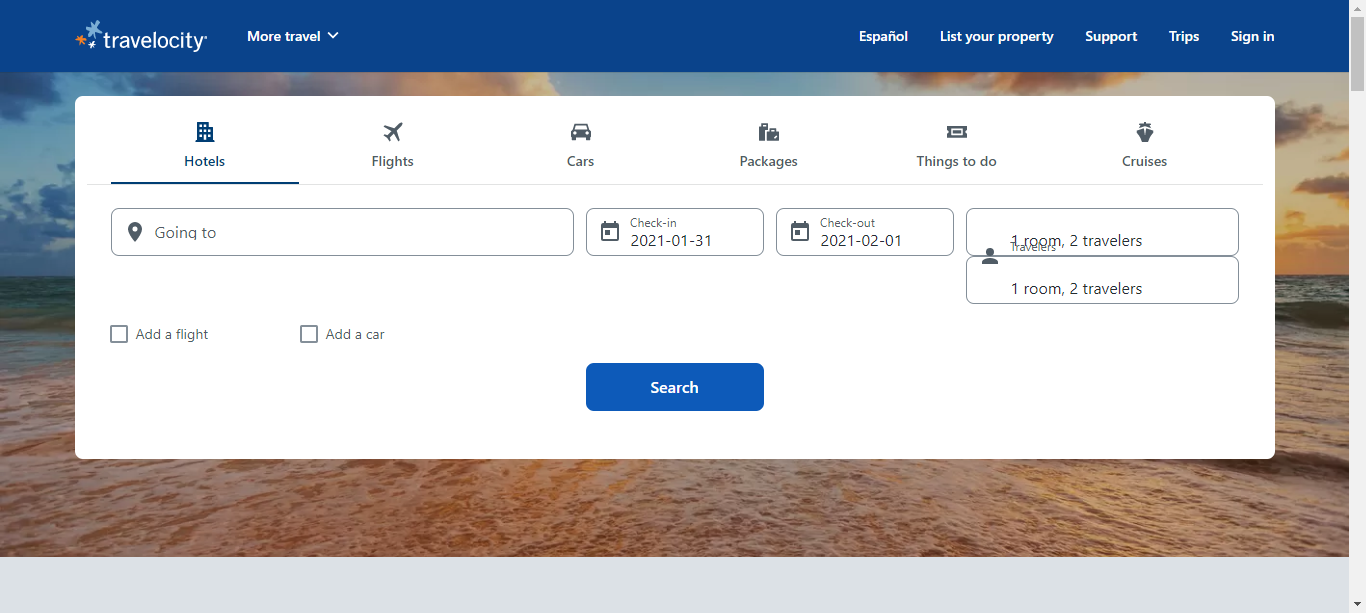 travelocity
More travel
Español
List your property
Support
Trips
Sign in
Hotels
Flights
Cars
Packages
Things to do
Cruises
Going to
Check-in
2021-01-31
Check-out
2021-02-01
1 room, 2 travelers
Travelers
1 room, 2 travelers
Add a flight
Add a car
Search